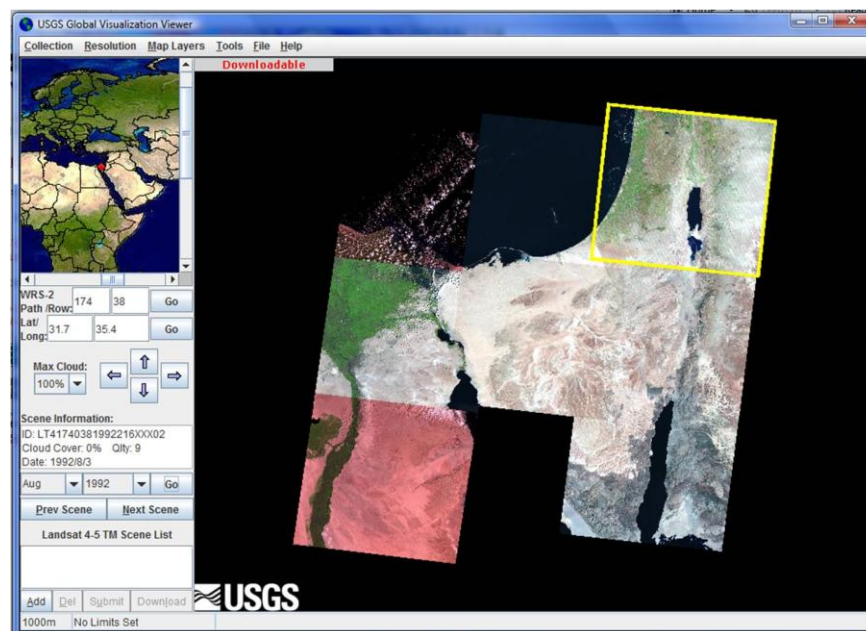 USGS Global Visualization Viewer
Collection Resolution Map Layers Tools File Help
Downloadable
WRS-2
Path /Row: 174 38 Go
Lat/
Long: 31.7 35.4 Go
Max Cloud:
100%
Scene Information:
ID: LT41740381992216XXX02
Cloud Cover: 0% Qlty: 9
Date: 1992/8/3
Aug 1992 Go
Prev Scene Next Scene
Landsat 4-5 TM Scene List
Add Del Submit Download
USGS
1000m No Limits Set